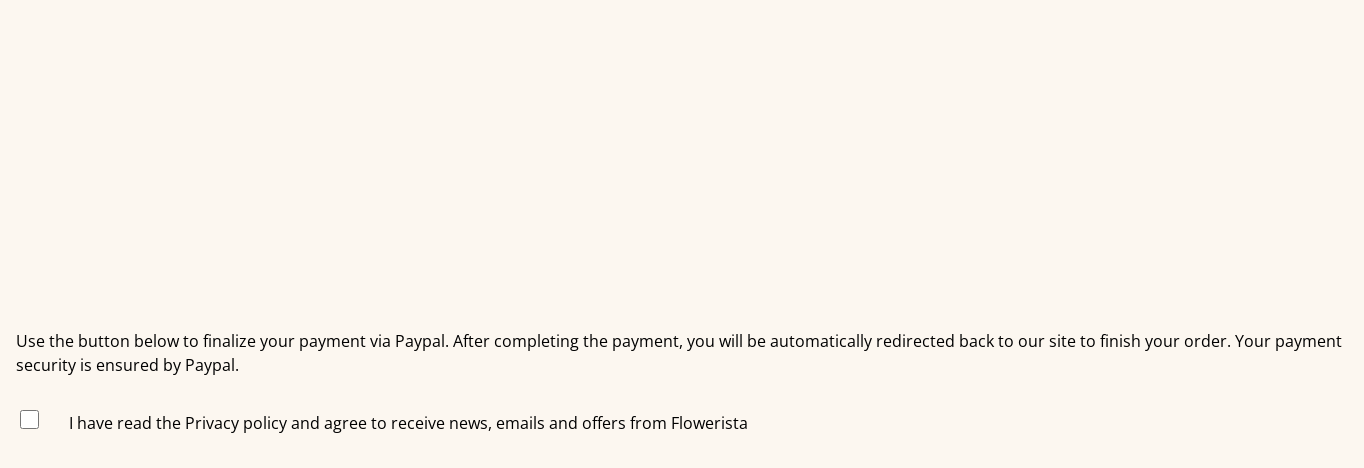 Use the button below to finalize your payment via Paypal. After completing the payment, you will be automatically redirected back to our site to finish your order. Your payment
security is ensured by Paypal.
I have read the Privacy policy and agree to receive news, emails and offers from Flowerista